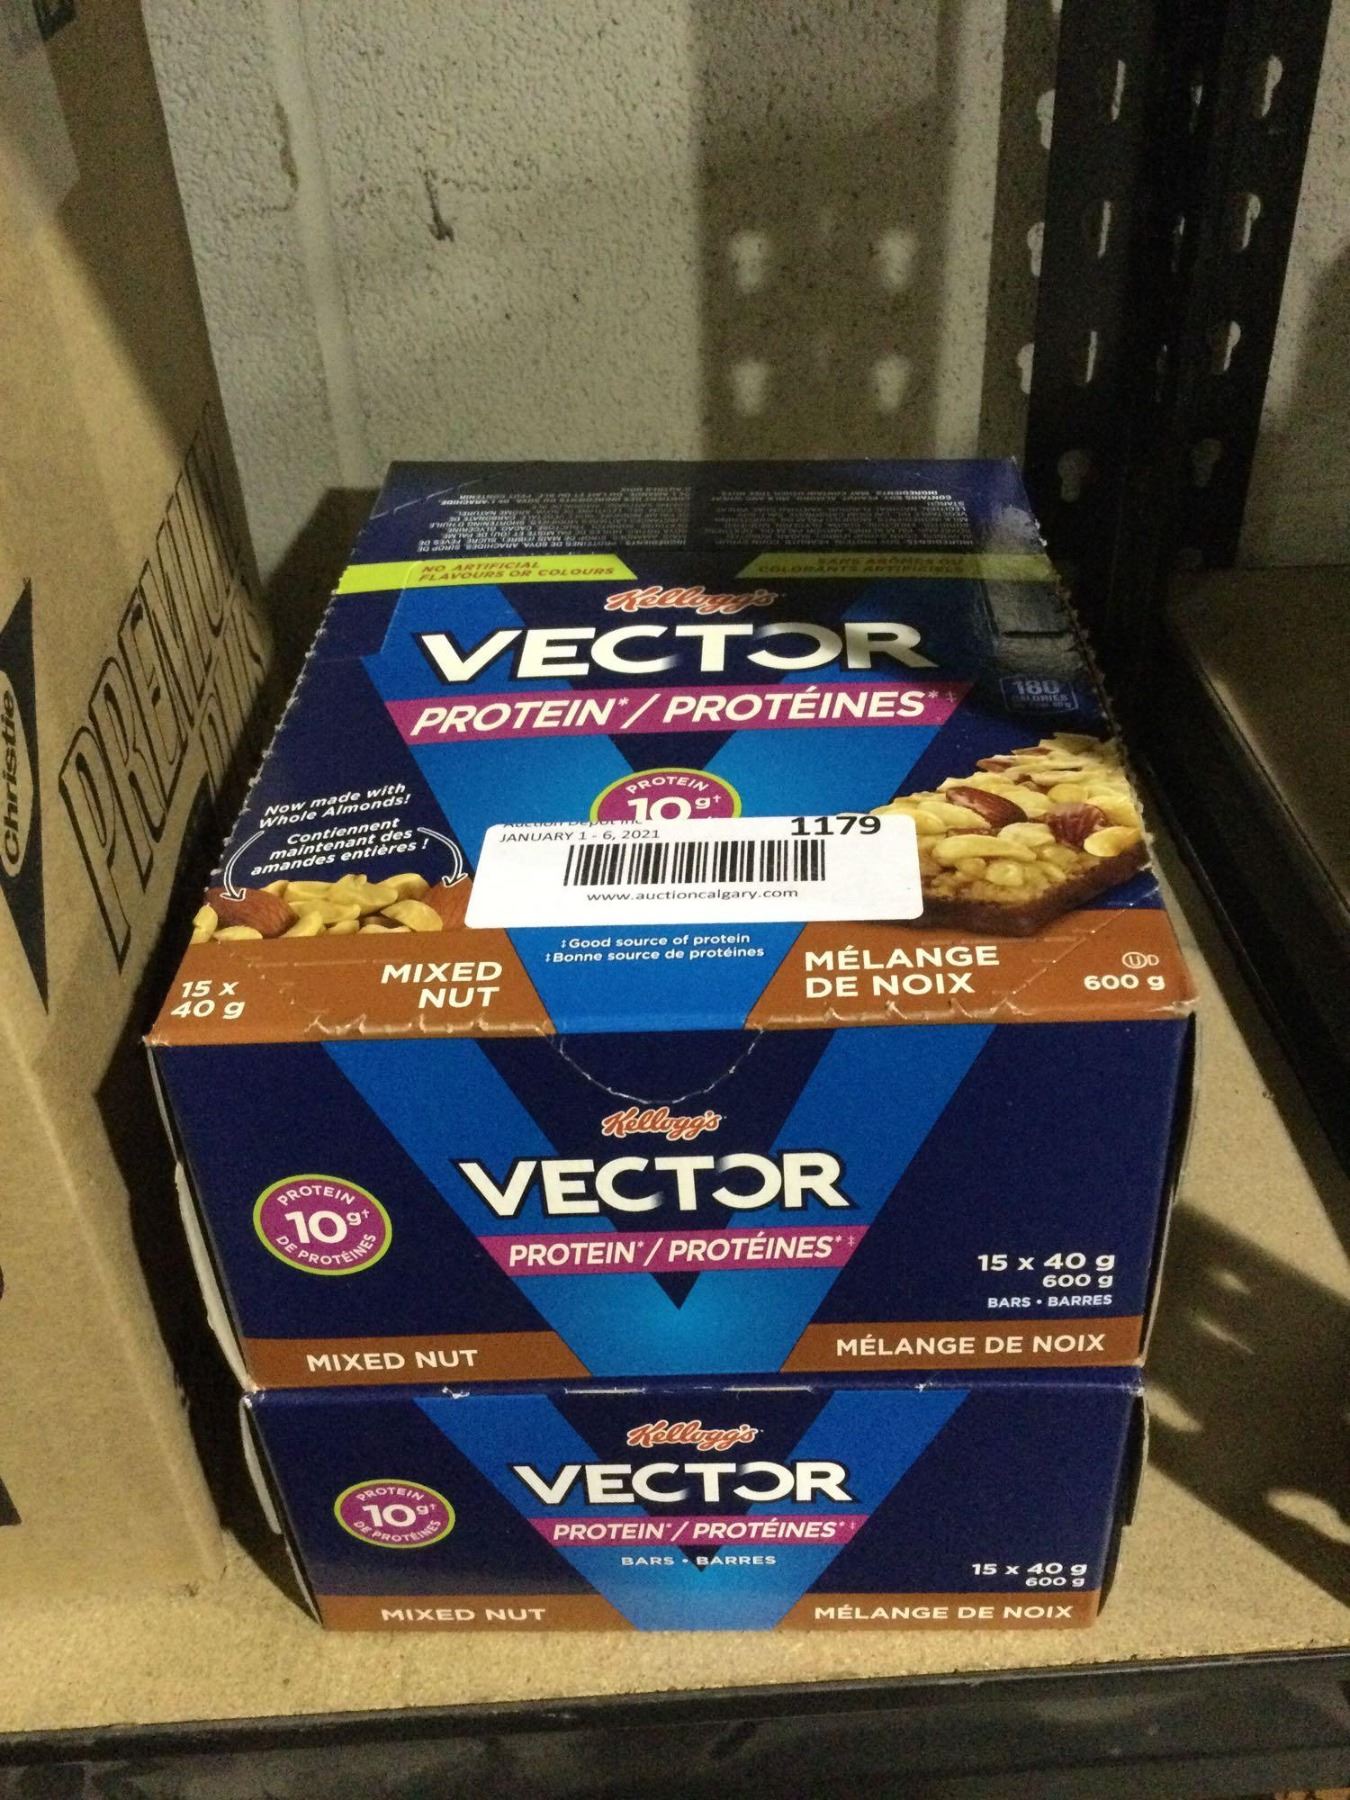 NO ARTIFICIAL
FLAVOURS OR COLOURS
SANS ARÔMES OU
COLORANTS ARTIFICIELS
Kellogg's
VECTOR
PROTEIN* / PROTÉINES*‡
180
CALORIES
Now made with
Whole Almonds!
Contiennent
maintenant des
amandes entières !
PROTEIN
10g+
JANUARY 1 - 6, 2021
1179
www.auctioncalgary.com
‡Good source of protein
‡Bonne source de protéines
15 x
40 g
MIXED
NUT
MÉLANGE
DE NOIX
600 g
Kellogg's
VECTOR
PROTEIN* / PROTÉINES*‡
PROTEIN
10g+
DE PROTÉINES
15 x 40 g
600 g
BARS • BARRES
MIXED NUT
MÉLANGE DE NOIX
Kellogg's
VECTOR
PROTEIN* / PROTÉINES*‡
BARS • BARRES
PROTEIN
10g+
DE PROTÉINES
15 x 40 g
600 g
MIXED NUT
MÉLANGE DE NOIX
Christie
PREMIUM